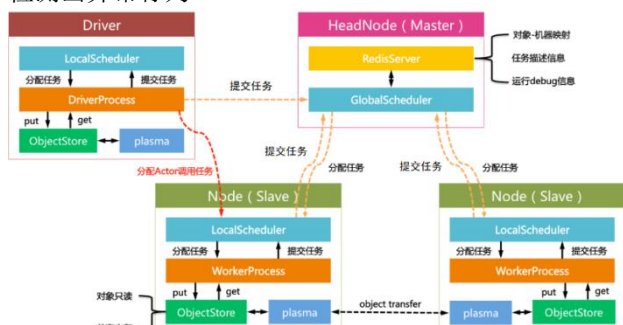 Driver
LocalScheduler
分配任务
提交任务
DriverProcess
put
get
ObjectStore
plasma
HeadNode（Master）
RedisServer
GlobalScheduler
对象-机器映射
任务描述信息
运行debug信息
提交任务
分配Actor调用任务
提交任务
分配任务
提交任务
分配任务
Node（Slave）
LocalScheduler
分配任务
提交任务
WorkerProcess
put
get
对象只读
ObjectStore
plasma
object transfer
Node（Slave）
LocalScheduler
分配任务
提交任务
WorkerProcess
put
get
plasma
ObjectStore